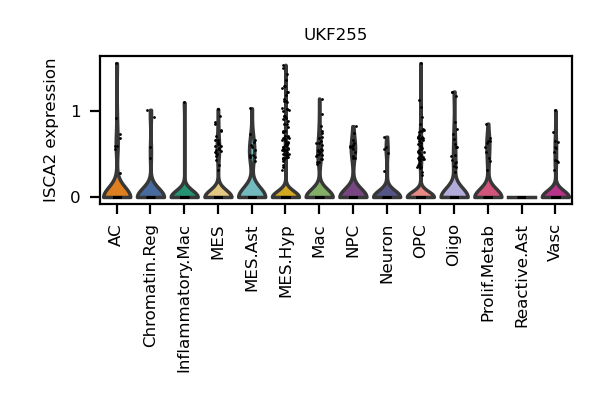 UKF255
ISCA2 expression
1
0
AC
Chromatin.Reg
Inflammatory.Mac
MES
MES.Ast
MES.Hyp
Mac
NPC
Neuron
OPC
Oligo
Prolif.Metab
Reactive.Ast
Vasc